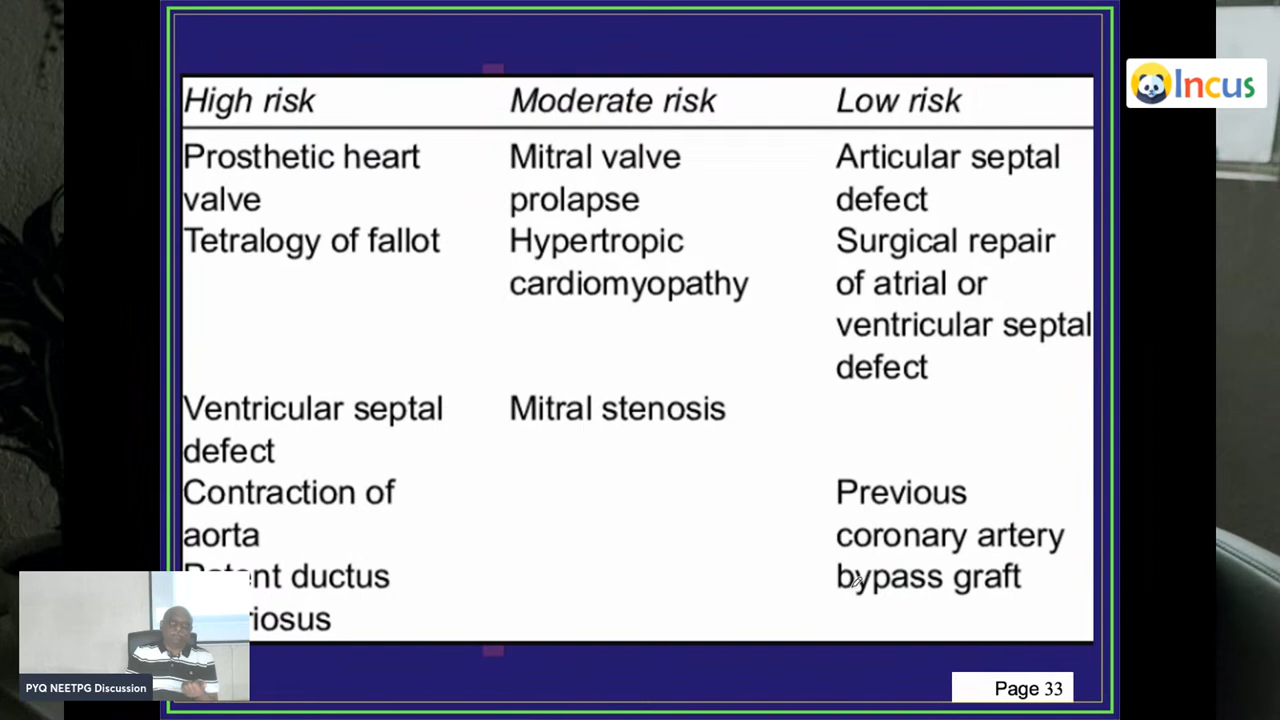 High risk Moderate risk Low risk
Prosthetic heart Mitral valve Articular septal
valve prolapse defect
Tetralogy of fallot Hypertropic Surgical repair
cardiomyopathy of atrial or
ventricular septal
defect
Ventricular septal Mitral stenosis
defect
Contraction of Previous
aorta coronary artery
ductus bypass graft
Page 33
Incus
PYQ NEETPG Discussion